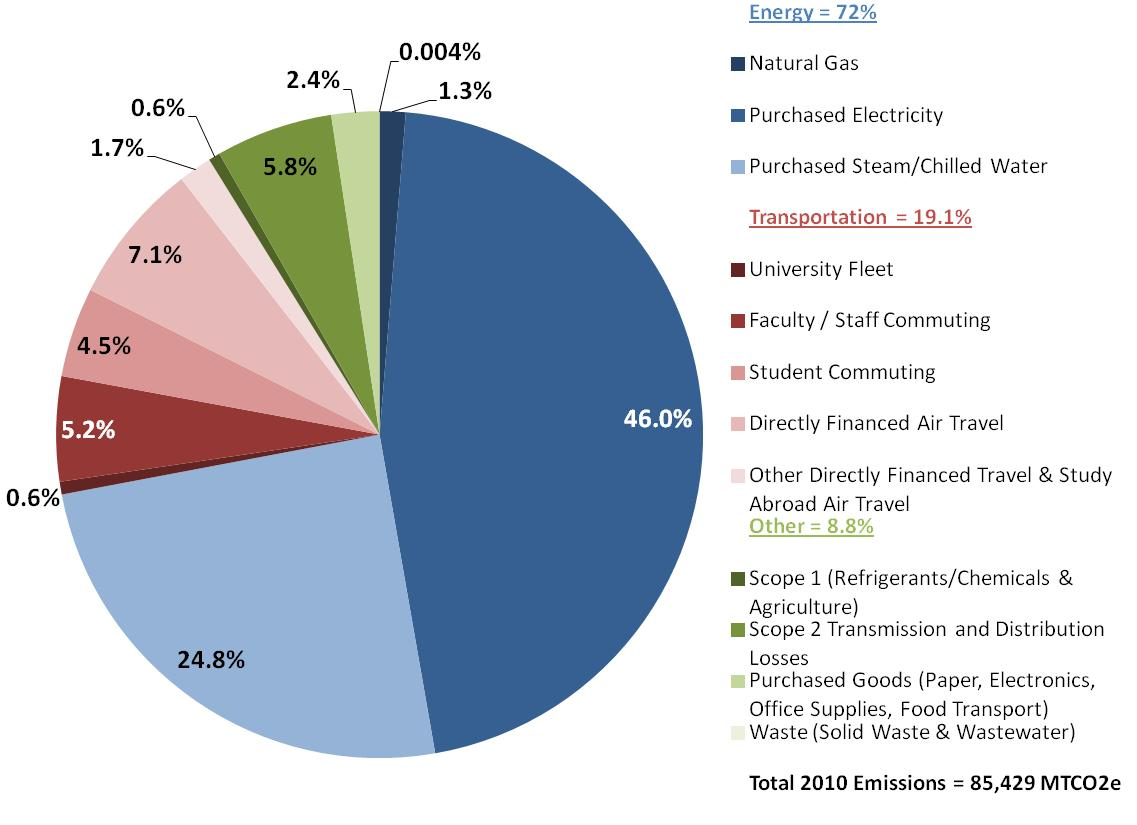 0.004%
1.3%
2.4%
0.6%
1.7%
5.8%
7.1%
4.5%
5.2%
0.6%
46.0%
24.8%
Energy = 72%
Natural Gas
Purchased Electricity
Purchased Steam/Chilled Water
Transportation = 19.1%
University Fleet
Faculty / Staff Commuting
Student Commuting
Directly Financed Air Travel
Other Directly Financed Travel & Study
Abroad Air Travel
Other = 8.8%
Scope 1 (Refrigerants/Chemicals &
Agriculture)
Scope 2 Transmission and Distribution
Losses
Purchased Goods (Paper, Electronics,
Office Supplies, Food Transport)
Waste (Solid Waste & Wastewater)
Total 2010 Emissions = 85,429 MTCO2e